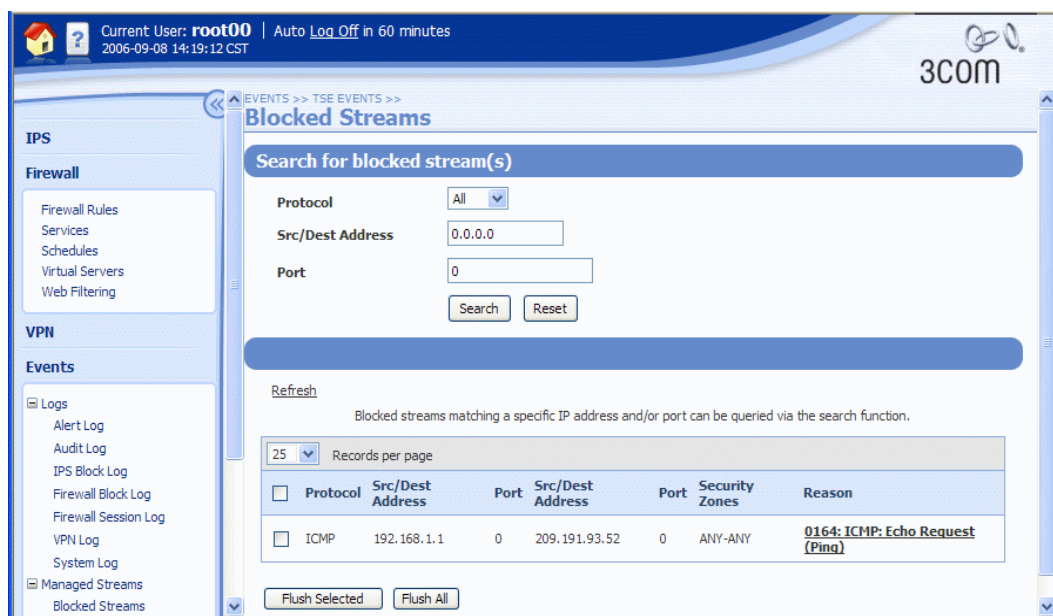 Current User: root00 | Auto Log Off in 60 minutes
2006-09-08 14:19:12 CST
3COM
EVENTS >> TSE EVENTS >>
Blocked Streams
IPS
Firewall
Firewall Rules
Services
Schedules
Virtual Servers
Web Filtering
VPN
Events
Logs
Alert Log
Audit Log
IPS Block Log
Firewall Block Log
Firewall Session Log
VPN Log
System Log
Managed Streams
Blocked Streams
Search for blocked stream(s)
Protocol All
Src/Dest Address 0.0.0.0
Port 0
Search Reset
Refresh
Blocked streams matching a specific IP address and/or port can be queried via the search function.
25 Records per page
Protocol Src/Dest Address Port Src/Dest Address Port Security Zones Reason
ICMP 192.168.1.1 0 209.191.93.52 0 ANY-ANY 0164: ICMP: Echo Request (Ping)
Flush Selected Flush All